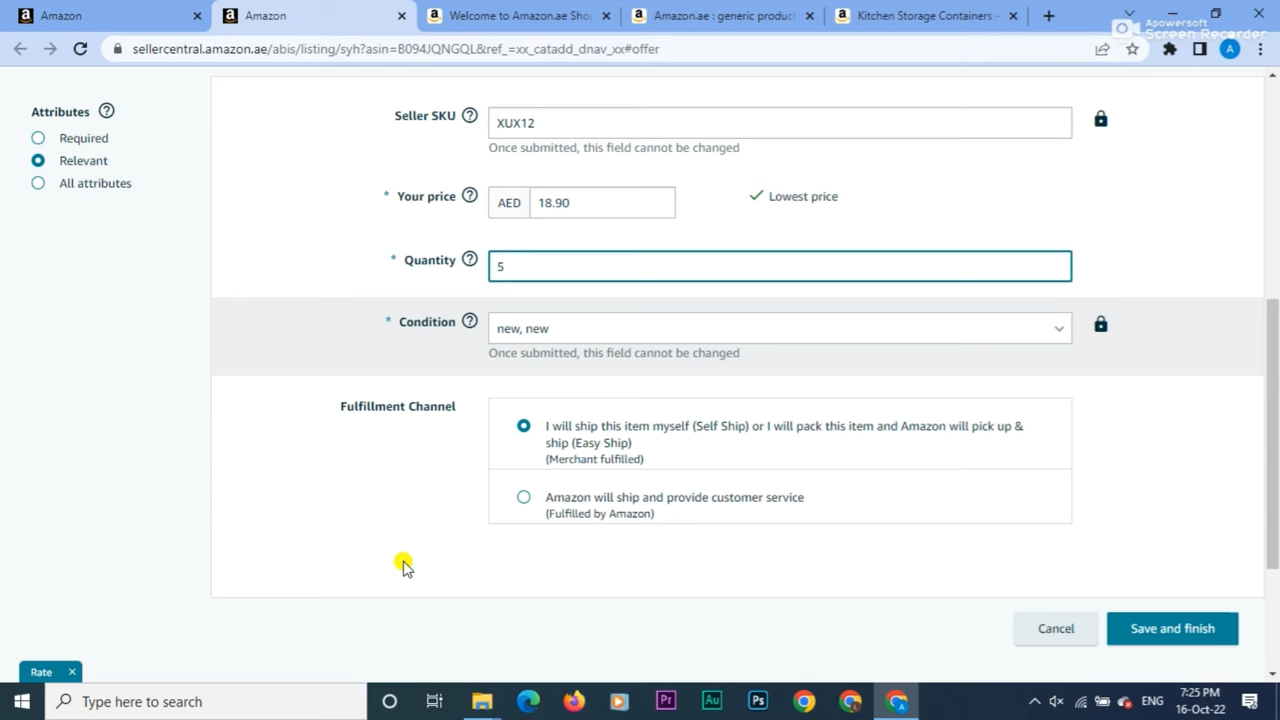 Amazon
Amazon
Welcome to Amazon.ae Shop
Amazon.ae : generic product
Kitchen Storage Containers -
Apowersoft
Screen Recorder
sellercentral.amazon.ae/abis/listing/syh?asin=B094JQNGQL&ref_=xx_catadd_dnav_xx#offer
A
Attributes ?
Required
Relevant
All attributes
Seller SKU ?
XUX12
Once submitted, this field cannot be changed
* Your price ?
AED 18.90
Lowest price
* Quantity ?
5
* Condition ?
new, new
Once submitted, this field cannot be changed
Fulfillment Channel
I will ship this item myself (Self Ship) or I will pack this item and Amazon will pick up &
ship (Easy Ship)
(Merchant fulfilled)
Amazon will ship and provide customer service
(Fulfilled by Amazon)
Cancel
Save and finish
Rate
Type here to search
Pr
Au
Ps
ENG
7:25 PM
16-Oct-22